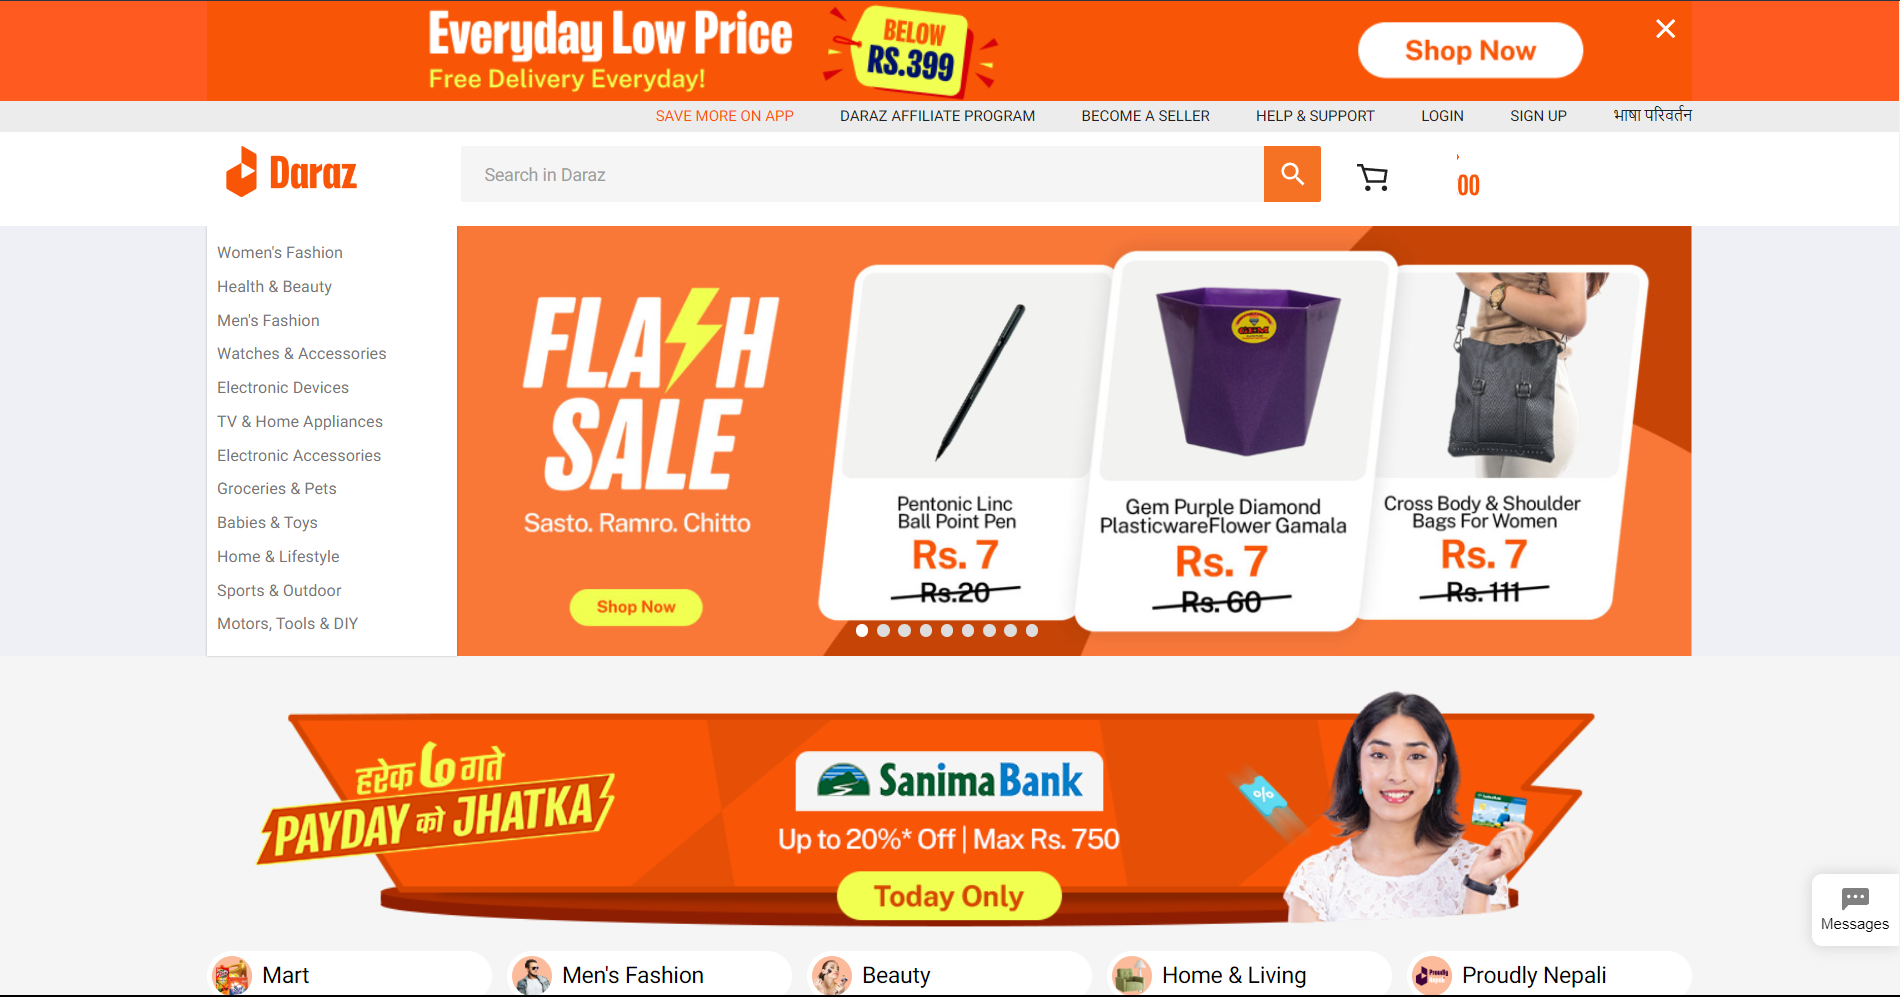 Everyday Low Price
Free Delivery Everyday!
BELOW
RS.399
Shop Now
SAVE MORE ON APP
DARAZ AFFILIATE PROGRAM
BECOME A SELLER
HELP & SUPPORT
LOGIN
SIGN UP
भाषा परिवर्तन
Daraz
Search in Daraz
00
Women's Fashion
Health & Beauty
Men's Fashion
Watches & Accessories
Electronic Devices
TV & Home Appliances
Electronic Accessories
Groceries & Pets
Babies & Toys
Home & Lifestyle
Sports & Outdoor
Motors, Tools & DIY
FLASH
SALE
Sasto. Ramro. Chitto
Shop Now
Pentonic Linc
Ball Point Pen
Rs. 7
Rs.20
GEM
Gem Purple Diamond
PlasticwareFlower Gamala
Rs. 7
Rs. 60
Cross Body & Shoulder
Bags For Women
Rs. 7
Rs. 111
हरेक ७ गते
PAYDAY को JHATKA
Sanima Bank
Up to 20%* Off | Max Rs. 750
Today Only
%
Messages
Mart
Men's Fashion
Beauty
Home & Living
Proudly Nepali